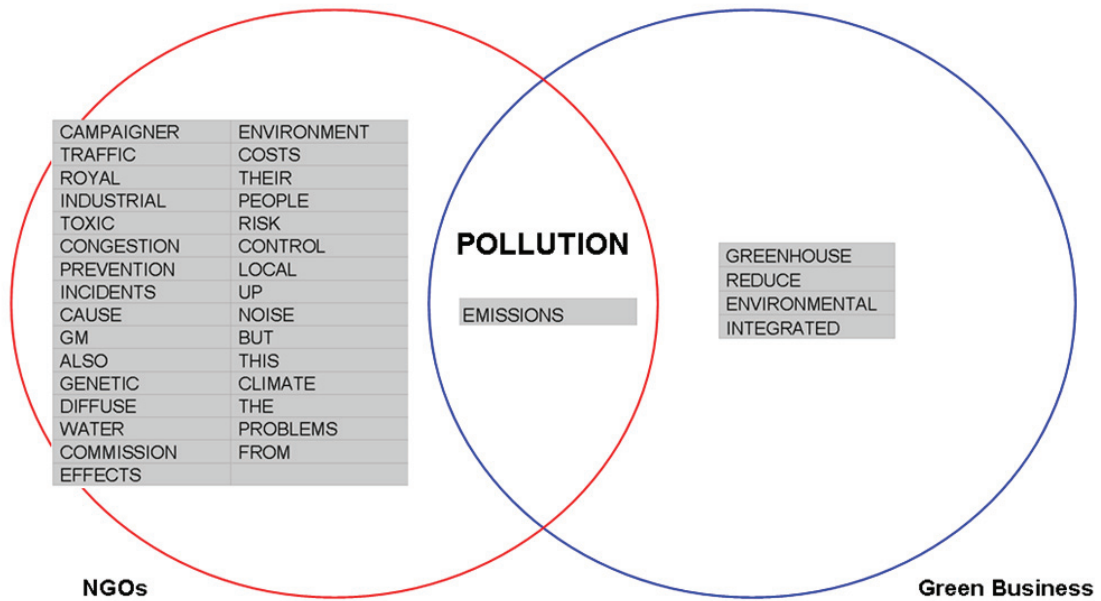 CAMPAIGNER ENVIRONMENT
TRAFFIC COSTS
ROYAL THEIR
INDUSTRIAL PEOPLE
TOXIC RISK
CONGESTION CONTROL
PREVENTION LOCAL
INCIDENTS UP
CAUSE NOISE
GM BUT
ALSO THIS
GENETIC CLIMATE
DIFFUSE THE
WATER PROBLEMS
COMMISSION FROM
EFFECTS
POLLUTION
EMISSIONS
GREENHOUSE
REDUCE
ENVIRONMENTAL
INTEGRATED
NGOs
Green Business